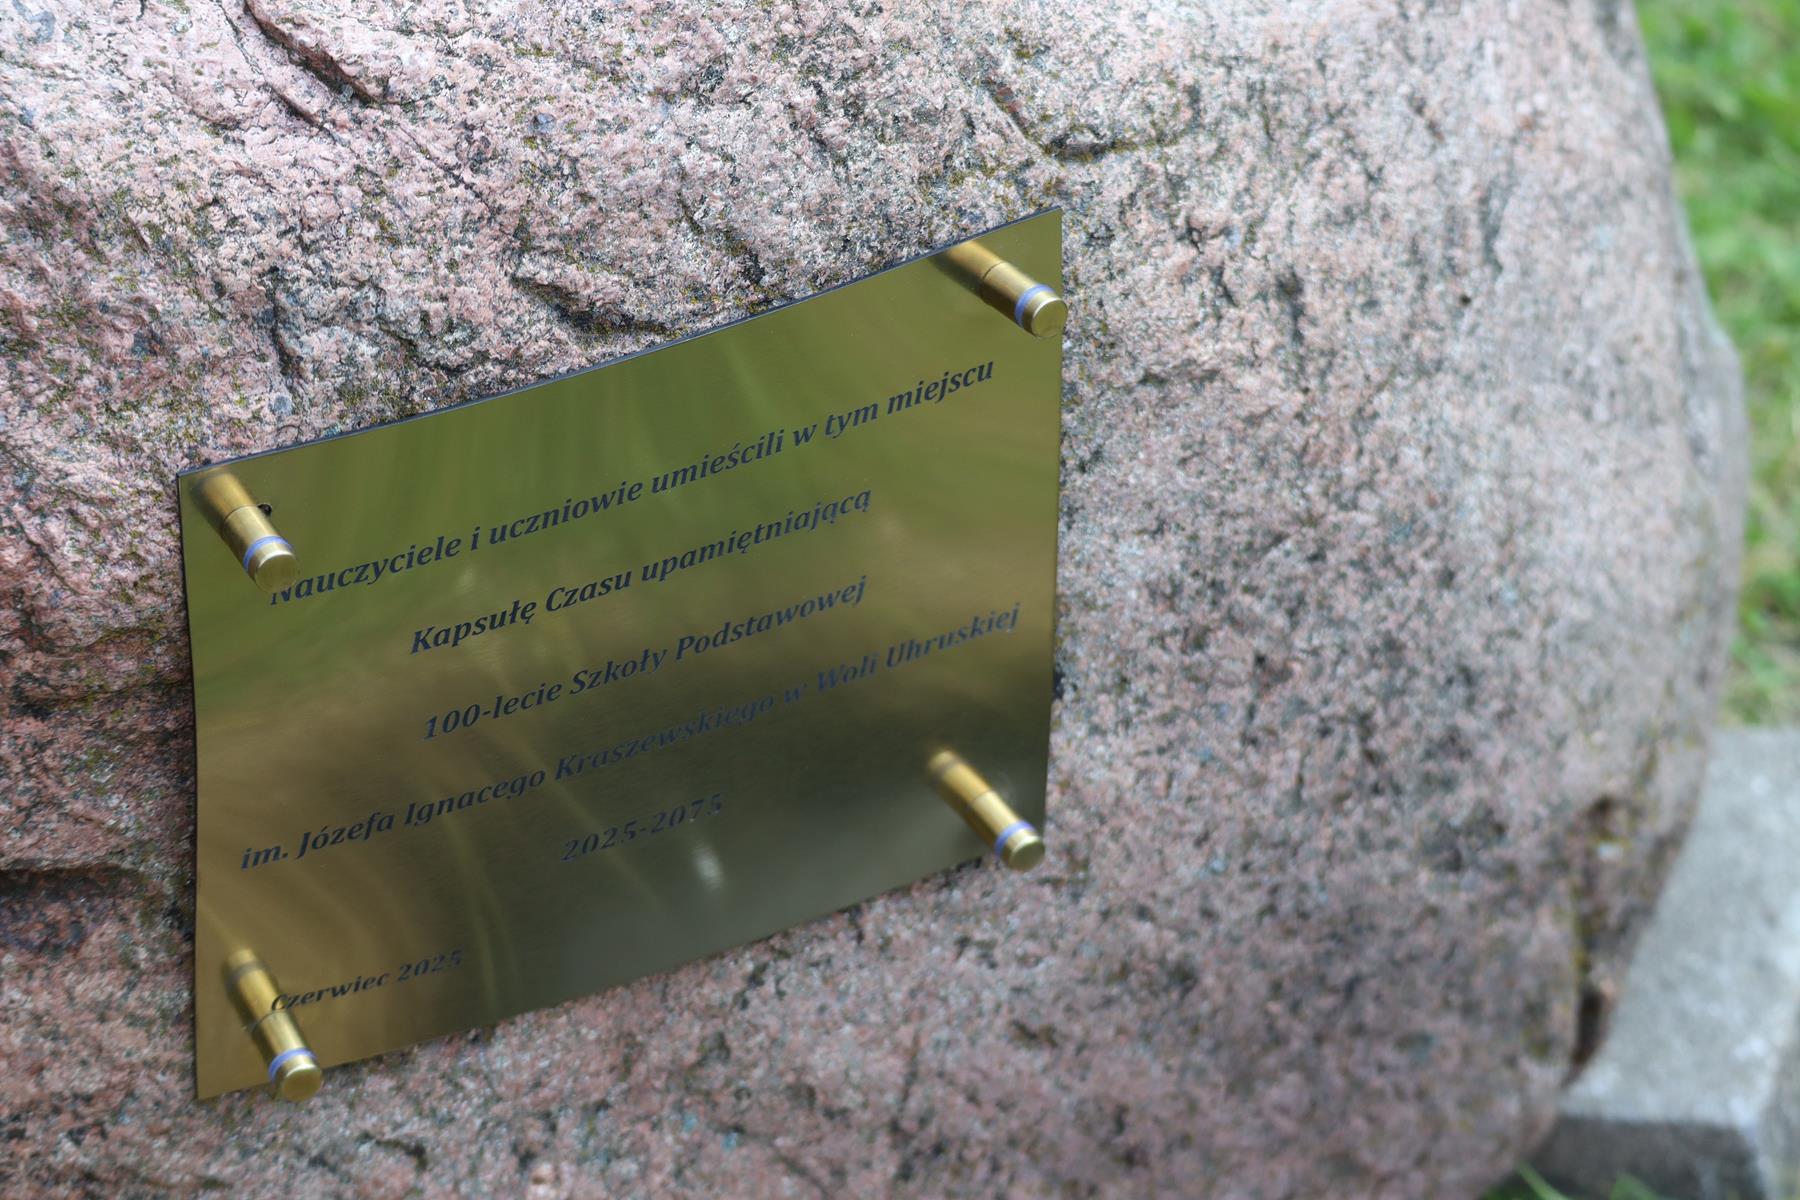 Nauczyciele i uczniowie umieścili w tym miejscu
Kapsułę Czasu upamiętniającą
100-lecie Szkoły Podstawowej
im. Józefa Ignacego Kraszewskiego w Woli Uhruskiej
2025-2075
Czerwiec 2025